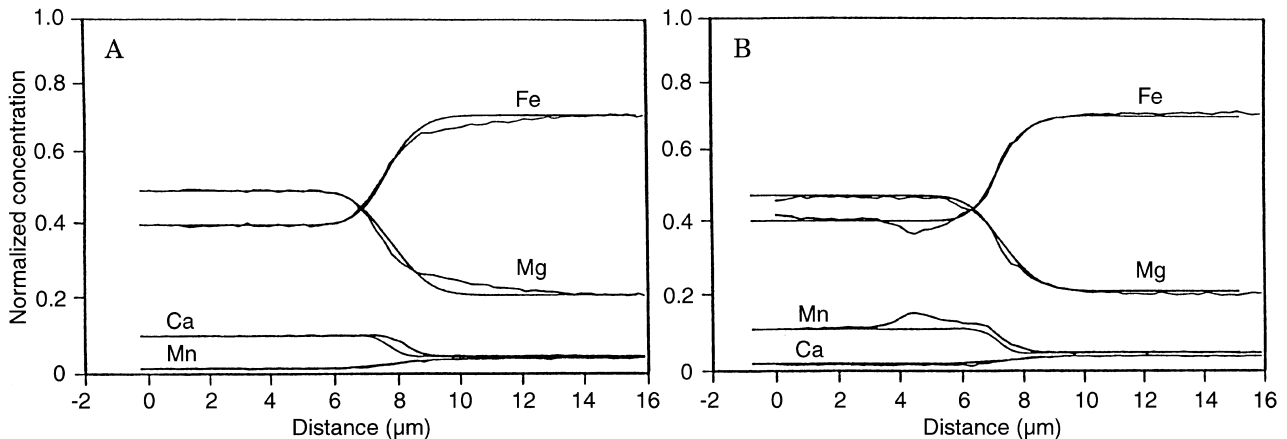 A
Normalized concentration
1.0
0.8
0.6
0.4
0.2
0
Fe
Mg
Ca
Mn
-2 0 2 4 6 8 10 12 14 16
Distance (µm)
B
1.0
0.8
0.6
0.4
0.2
0
Fe
Mg
Mn
Ca
-2 0 2 4 6 8 10 12 14 16
Distance (µm)